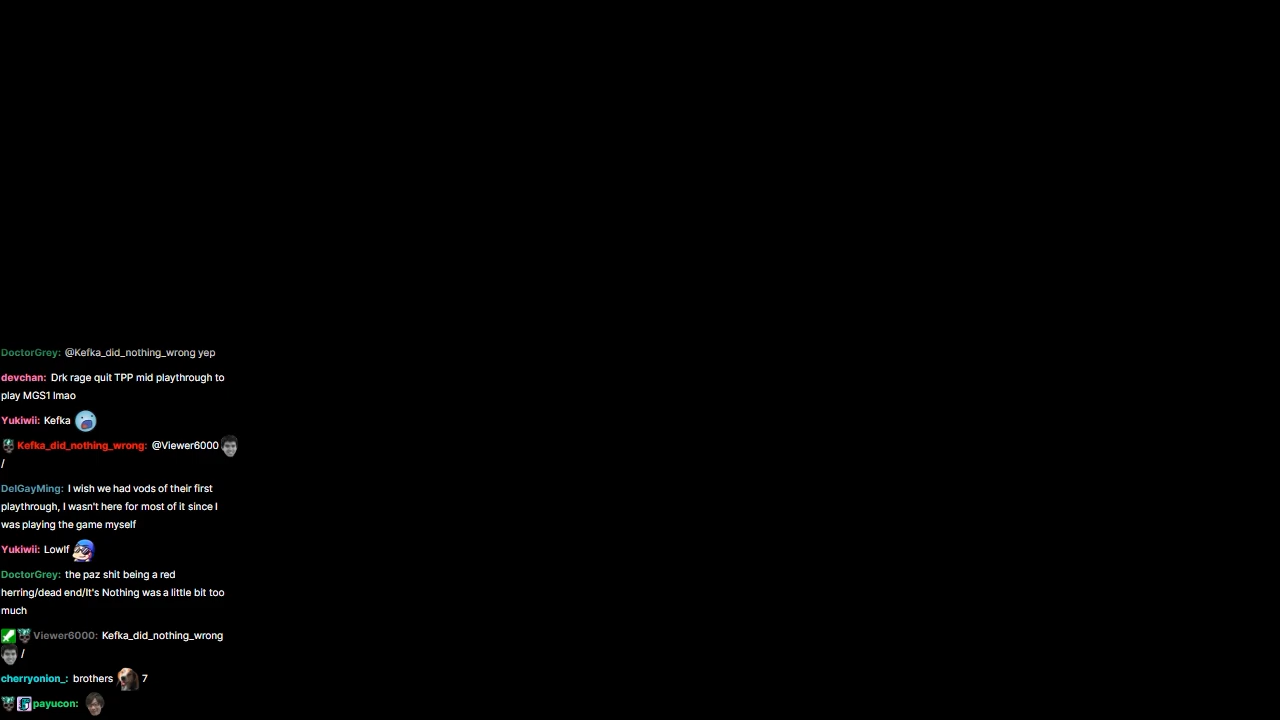 DoctorGrey: @Kefka_did_nothing_wrong yep
devchan: Drk rage quit TPP mid playthrough to
play MGS1 lmao
Yukiwii: Kefka
Kefka_did_nothing_wrong: @Viewer6000
/
DelGayMing: I wish we had vods of their first
playthrough, I wasn't here for most of it since I
was playing the game myself
Yukiwii: Lowlf
DoctorGrey: the paz shit being a red
herring/dead end/It's Nothing was a little bit too
much
Viewer6000: Kefka_did_nothing_wrong
/
cherryonion_: brothers 7
payucon: